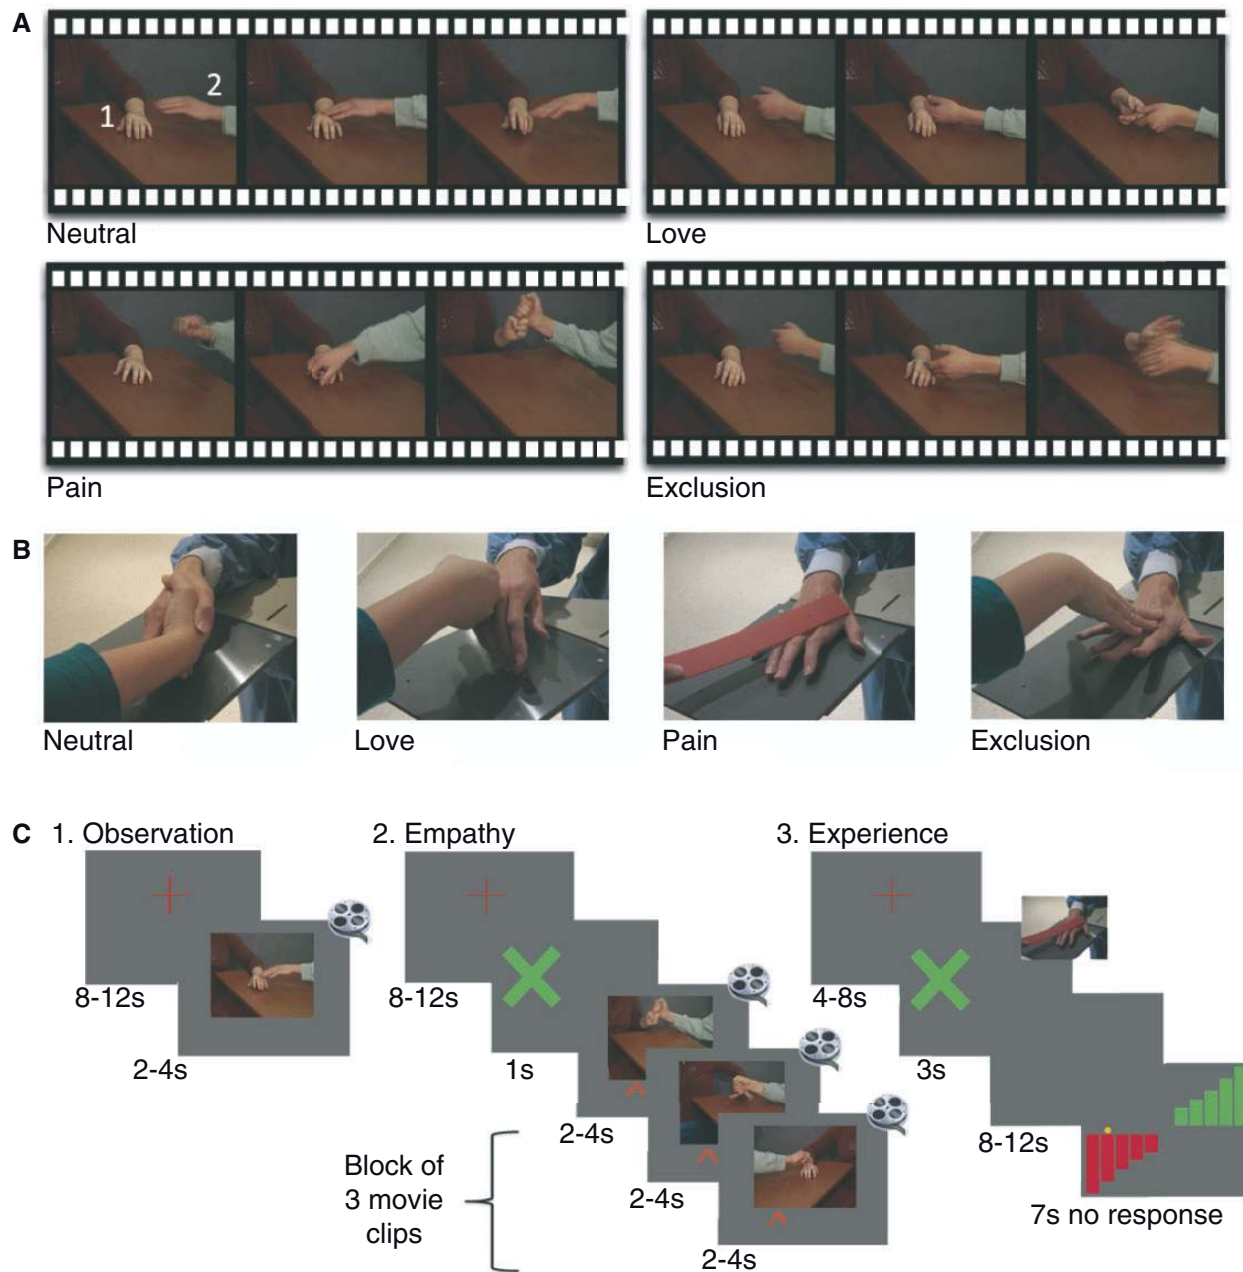 A
1
2
Neutral
Love
Pain
Exclusion
B
Neutral
Love
Pain
Exclusion
C
1. Observation
2. Empathy
3. Experience
8-12s
2-4s
8-12s
1s
2-4s
2-4s
2-4s
Block of
3 movie
clips
4-8s
3s
8-12s
7s no response